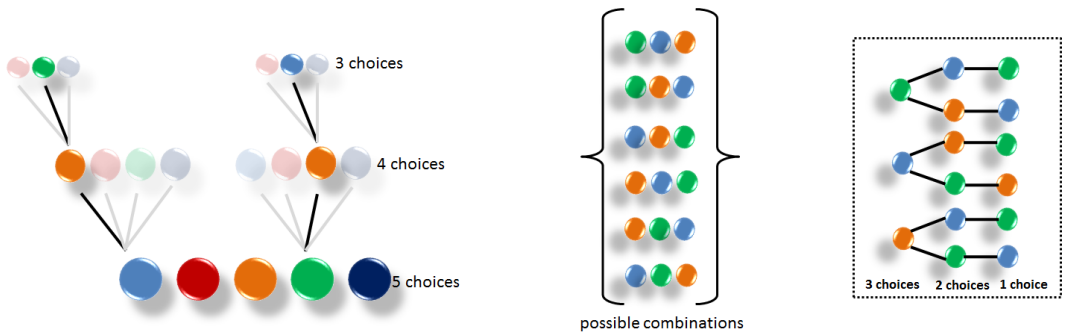 3 choices
4 choices
5 choices
possible combinations
3 choices
2 choices
1 choice